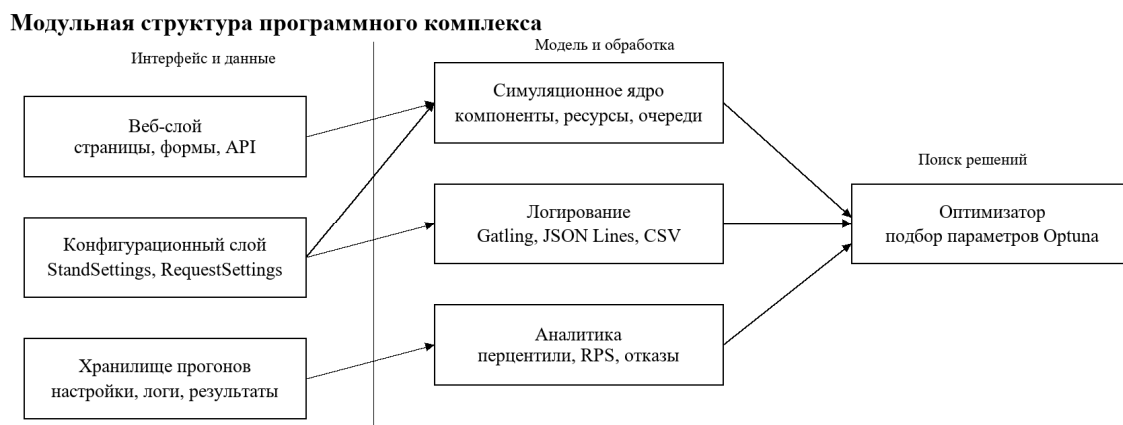 Модульная структура программного комплекса
Интерфейс и данные
Веб-слой
страницы, формы, API
Конфигурационный слой
StandSettings, RequestSettings
Хранилище прогонов
настройки, логи, результаты
Модель и обработка
Симуляционное ядро
компоненты, ресурсы, очереди
Логирование
Gatling, JSON Lines, CSV
Аналитика
перцентили, RPS, отказы
Поиск решений
Оптимизатор
подбор параметров Optuna